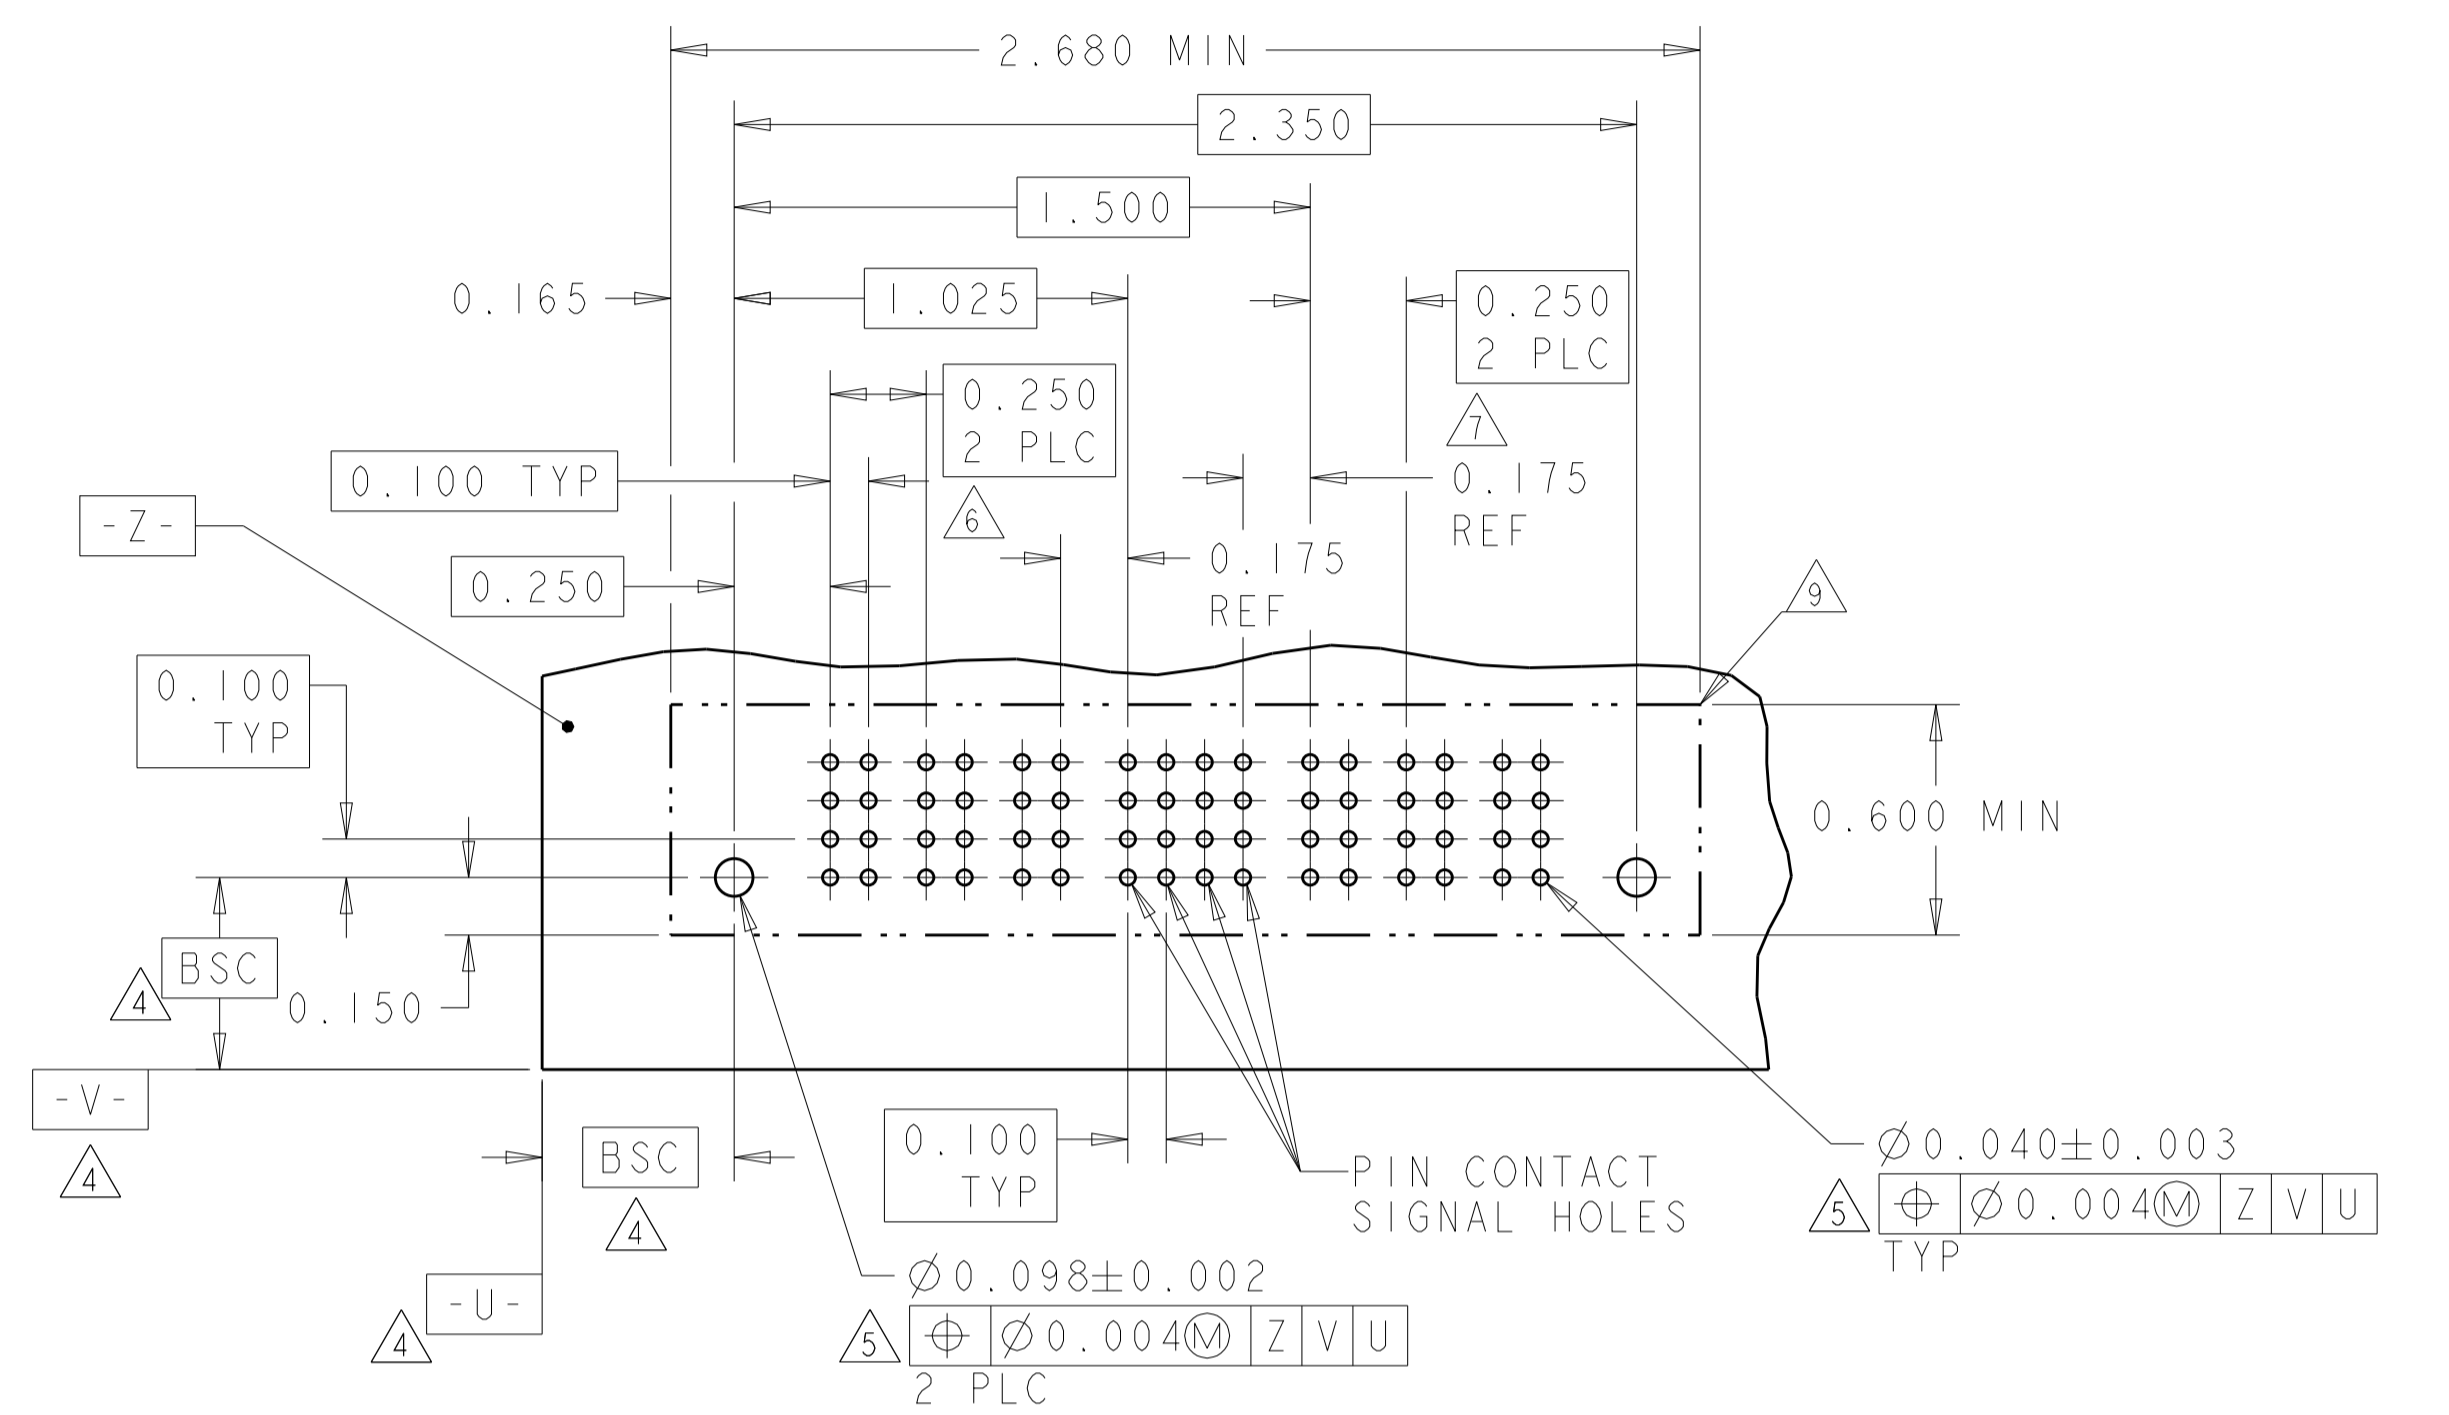 2.680 MIN
2.350
1.500
0.165
1.025
0.250
2 PLC
7
0.250
2 PLC
6
0.100 TYP
0.175
REF
-Z-
0.175
REF
0.250
9
0.100
TYP
0.600 MIN
BSC
4
0.150
-V-
4
BSC
4
0.100
TYP
PIN CONTACT
SIGNAL HOLES
Ø0.040±0.003
5 ⌖ Ø0.004Ⓜ Z V U
TYP
-U-
4
Ø0.098±0.002
5 ⌖ Ø0.004Ⓜ Z V U
2 PLC